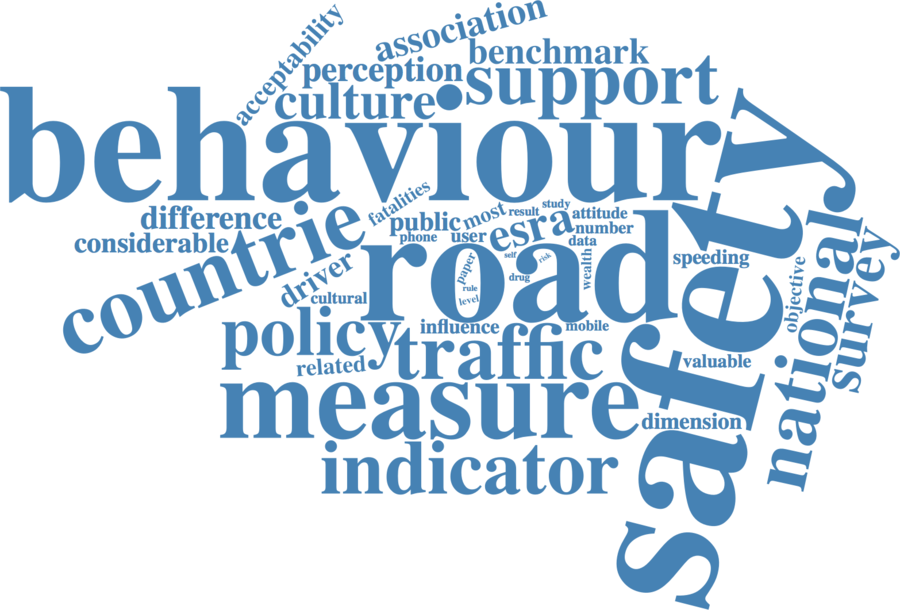 acceptability
association
benchmark
perception
support
culture
behaviour
safety
fatalities
difference
considerable
countrie
public
most
result
study
attitude
phone
user
esra
number
data
road
self
risk
drug
paper
rule
level
wealth
speeding
driver
cultural
objective
national
survey
policy
influence
mobile
traffic
related
valuable
measure
dimension
indicator